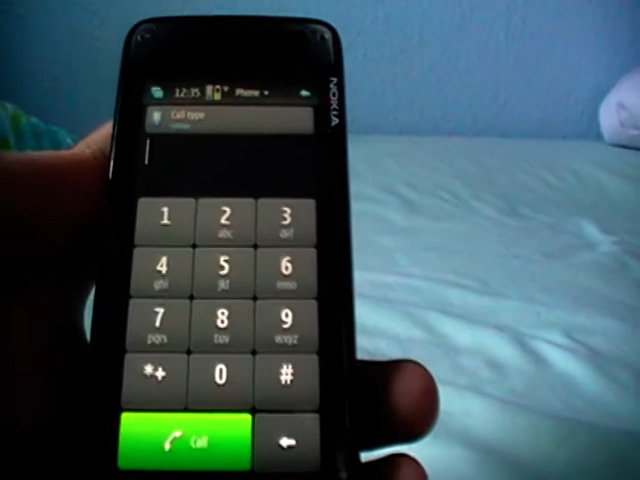 NOKIA
12:35 Phone
Call type
1 2 abc 3 def
4 ghi 5 jkl 6 mno
7 pqrs 8 tuv 9 wxyz
*+ 0 #
Call